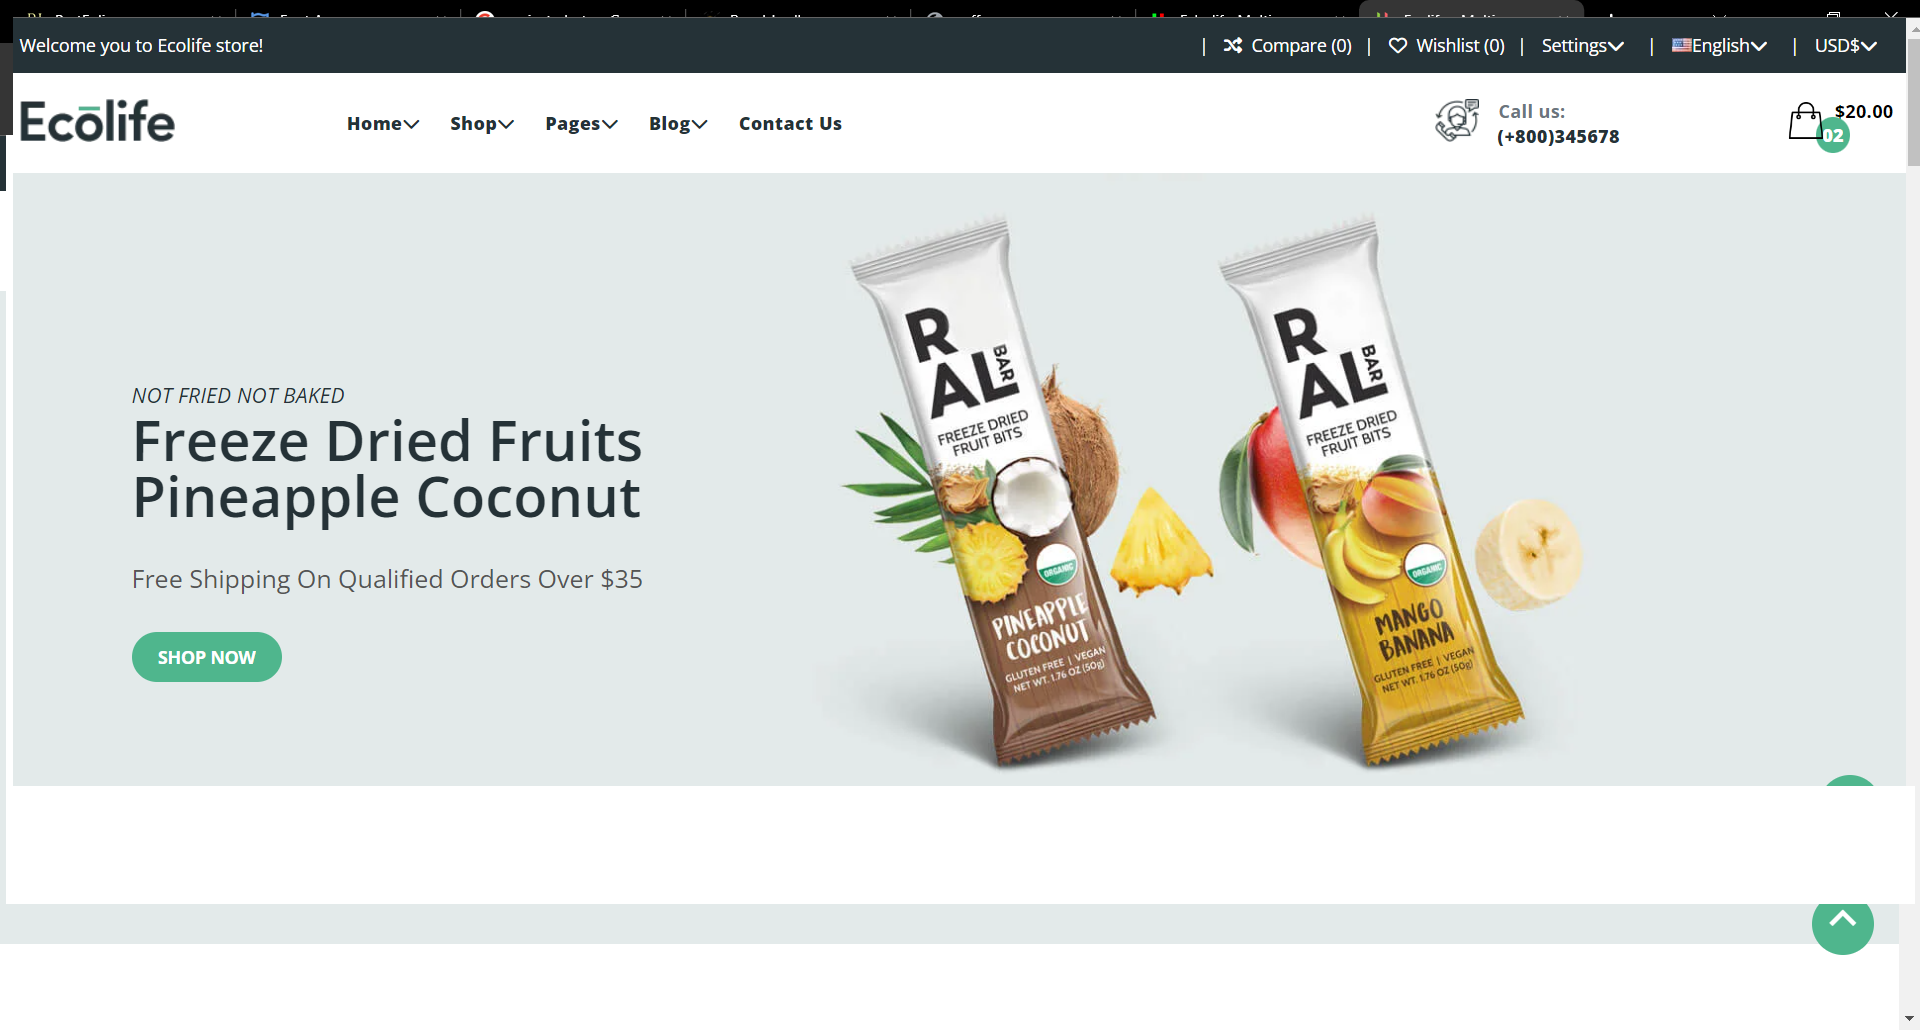 Welcome you to Ecolife store!
| Compare (0) | Wishlist (0) | Settings | English | USD$
Ecolife
Home Shop Pages Blog Contact Us
Call us:
(+800)345678
$20.00
02
NOT FRIED NOT BAKED
Freeze Dried Fruits
Pineapple Coconut
Free Shipping On Qualified Orders Over $35
SHOP NOW
R
AL
BAR
FREEZE DRIED
FRUIT BITS
ORGANIC
PINEAPPLE
COCONUT
GLUTEN FREE | VEGAN
NET WT. 1.76 OZ (50g)
R
AL
BAR
FREEZE DRIED
FRUIT BITS
ORGANIC
MANGO
BANANA
GLUTEN FREE | VEGAN
NET WT. 1.76 OZ (50g)